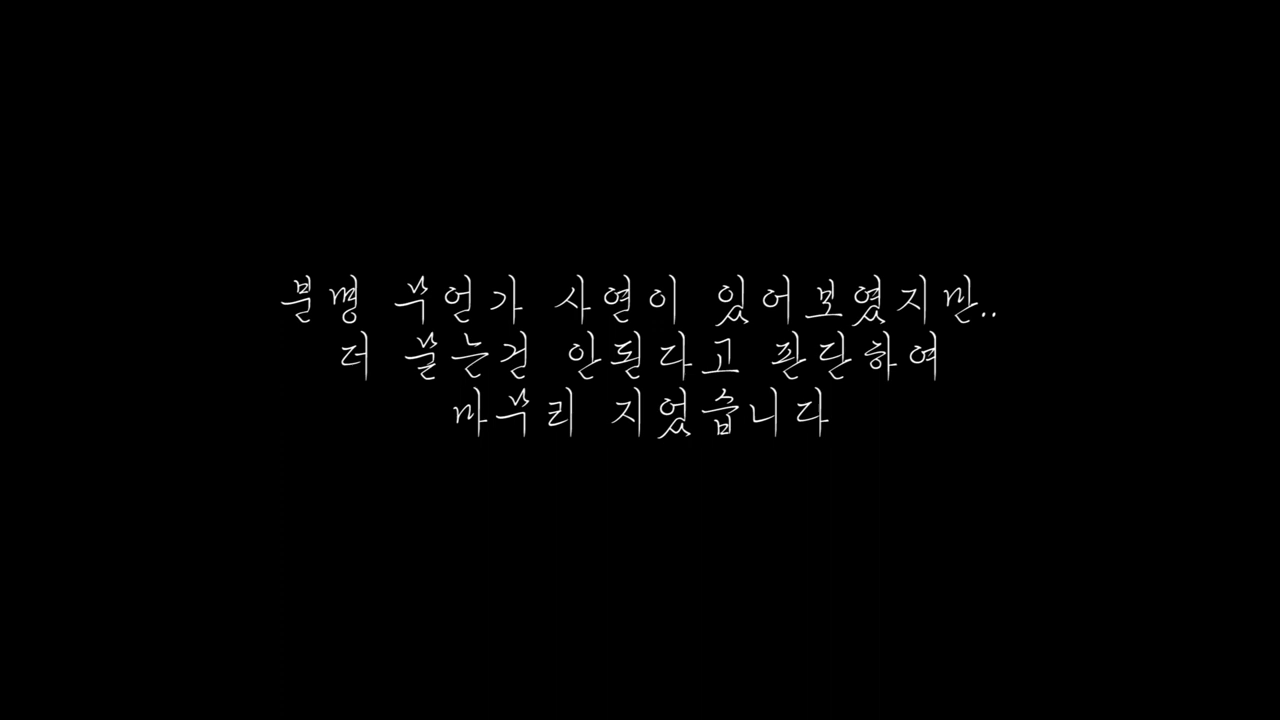 분명 무언가 사연이 있어보였지만..
더 묻는건 안된다고 판단하여
마무리 지었습니다